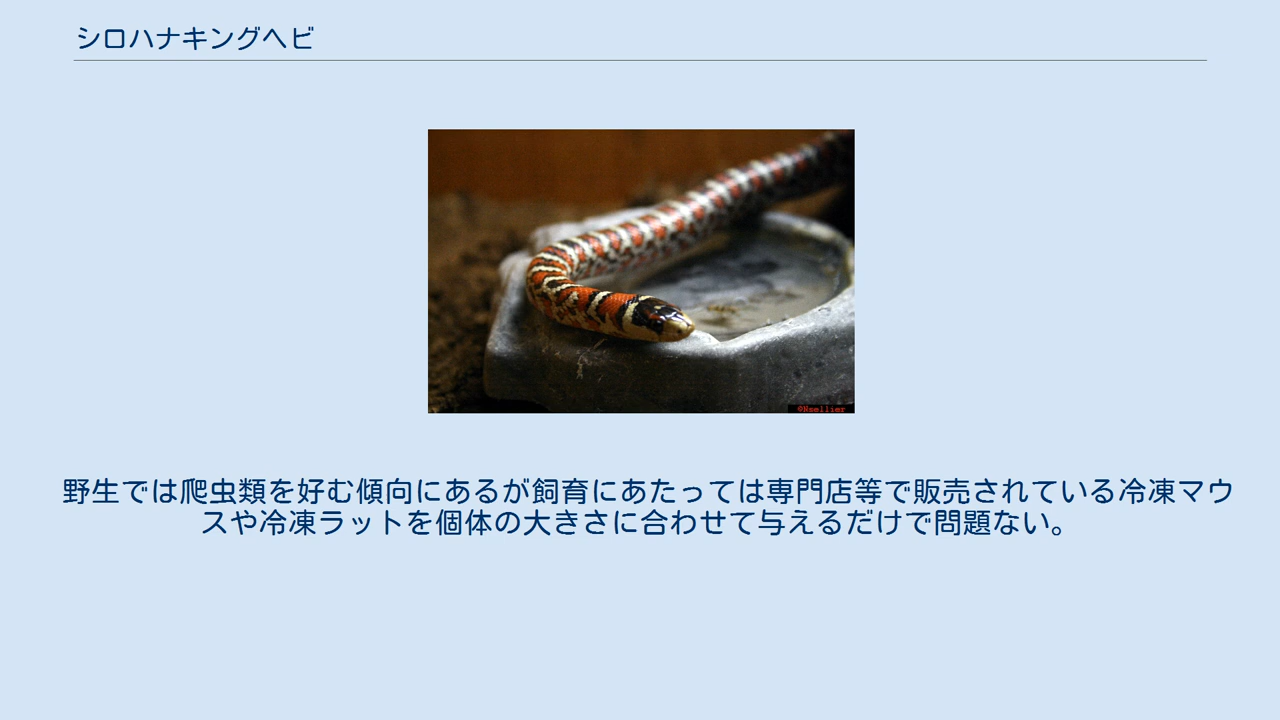 シロハナキングヘビ
©Nmellier
野生では爬虫類を好む傾向にあるが飼育にあたっては専門店等で販売されている冷凍マウ
スや冷凍ラットを個体の大きさに合わせて与えるだけで問題ない。